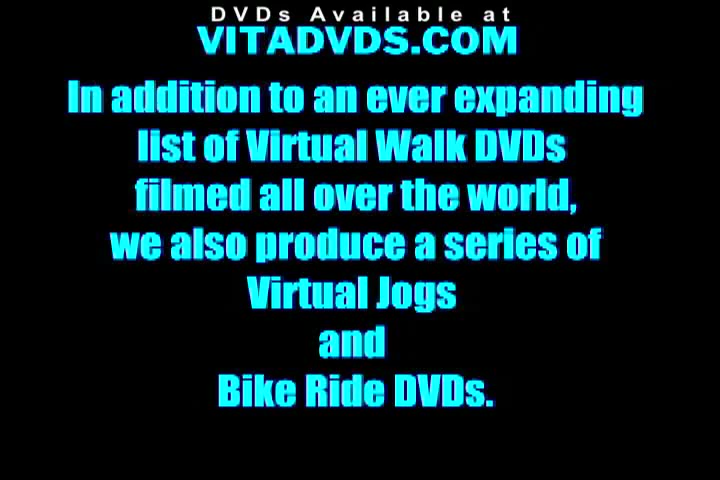 DVDs Available at
VITADVDS.COM
In addition to an ever expanding
list of Virtual Walk DVDs
filmed all over the world,
we also produce a series of
Virtual Jogs
and
Bike Ride DVDs.